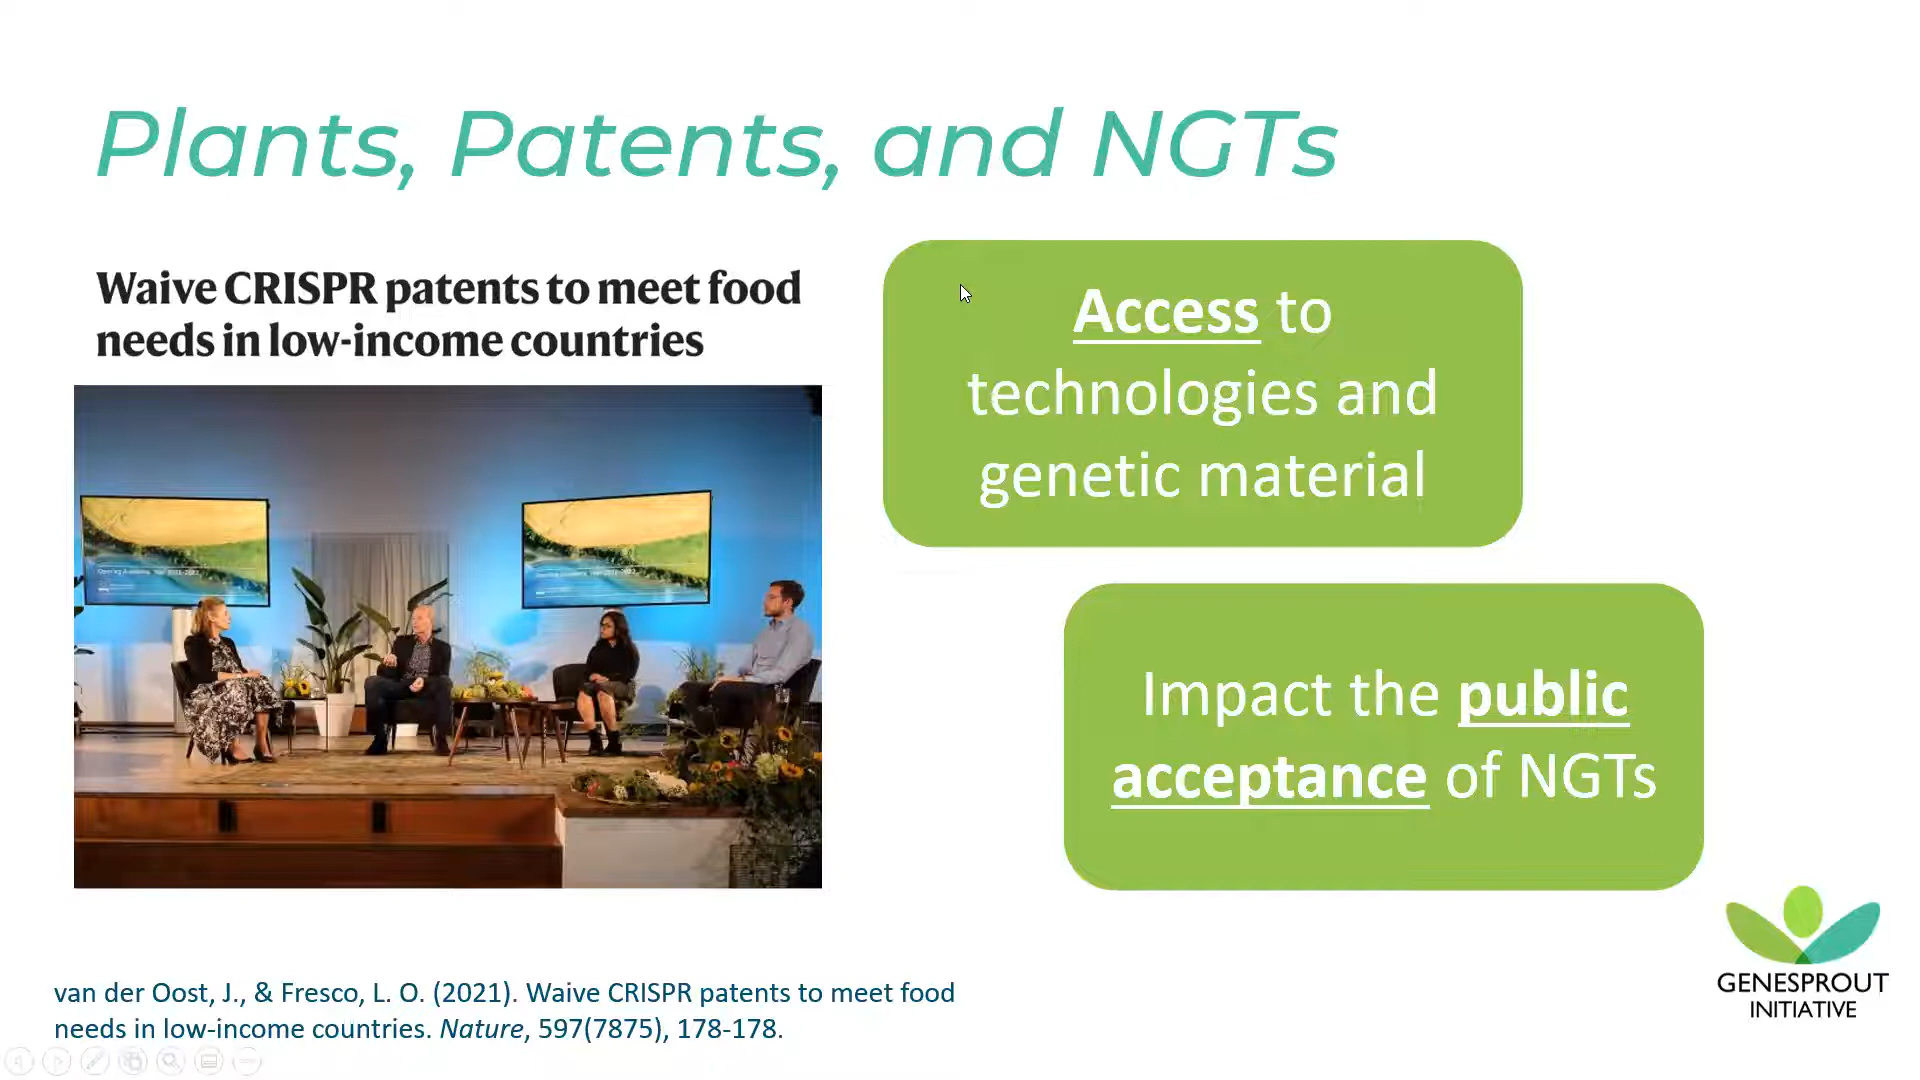 Plants, Patents, and NGTs
Waive CRISPR patents to meet food
needs in low-income countries
Access to
technologies and
genetic material
Impact the public
acceptance of NGTs
van der Oost, J., & Fresco, L. O. (2021). Waive CRISPR patents to meet food
needs in low-income countries. Nature, 597(7875), 178-178.
GENESPROUT
INITIATIVE